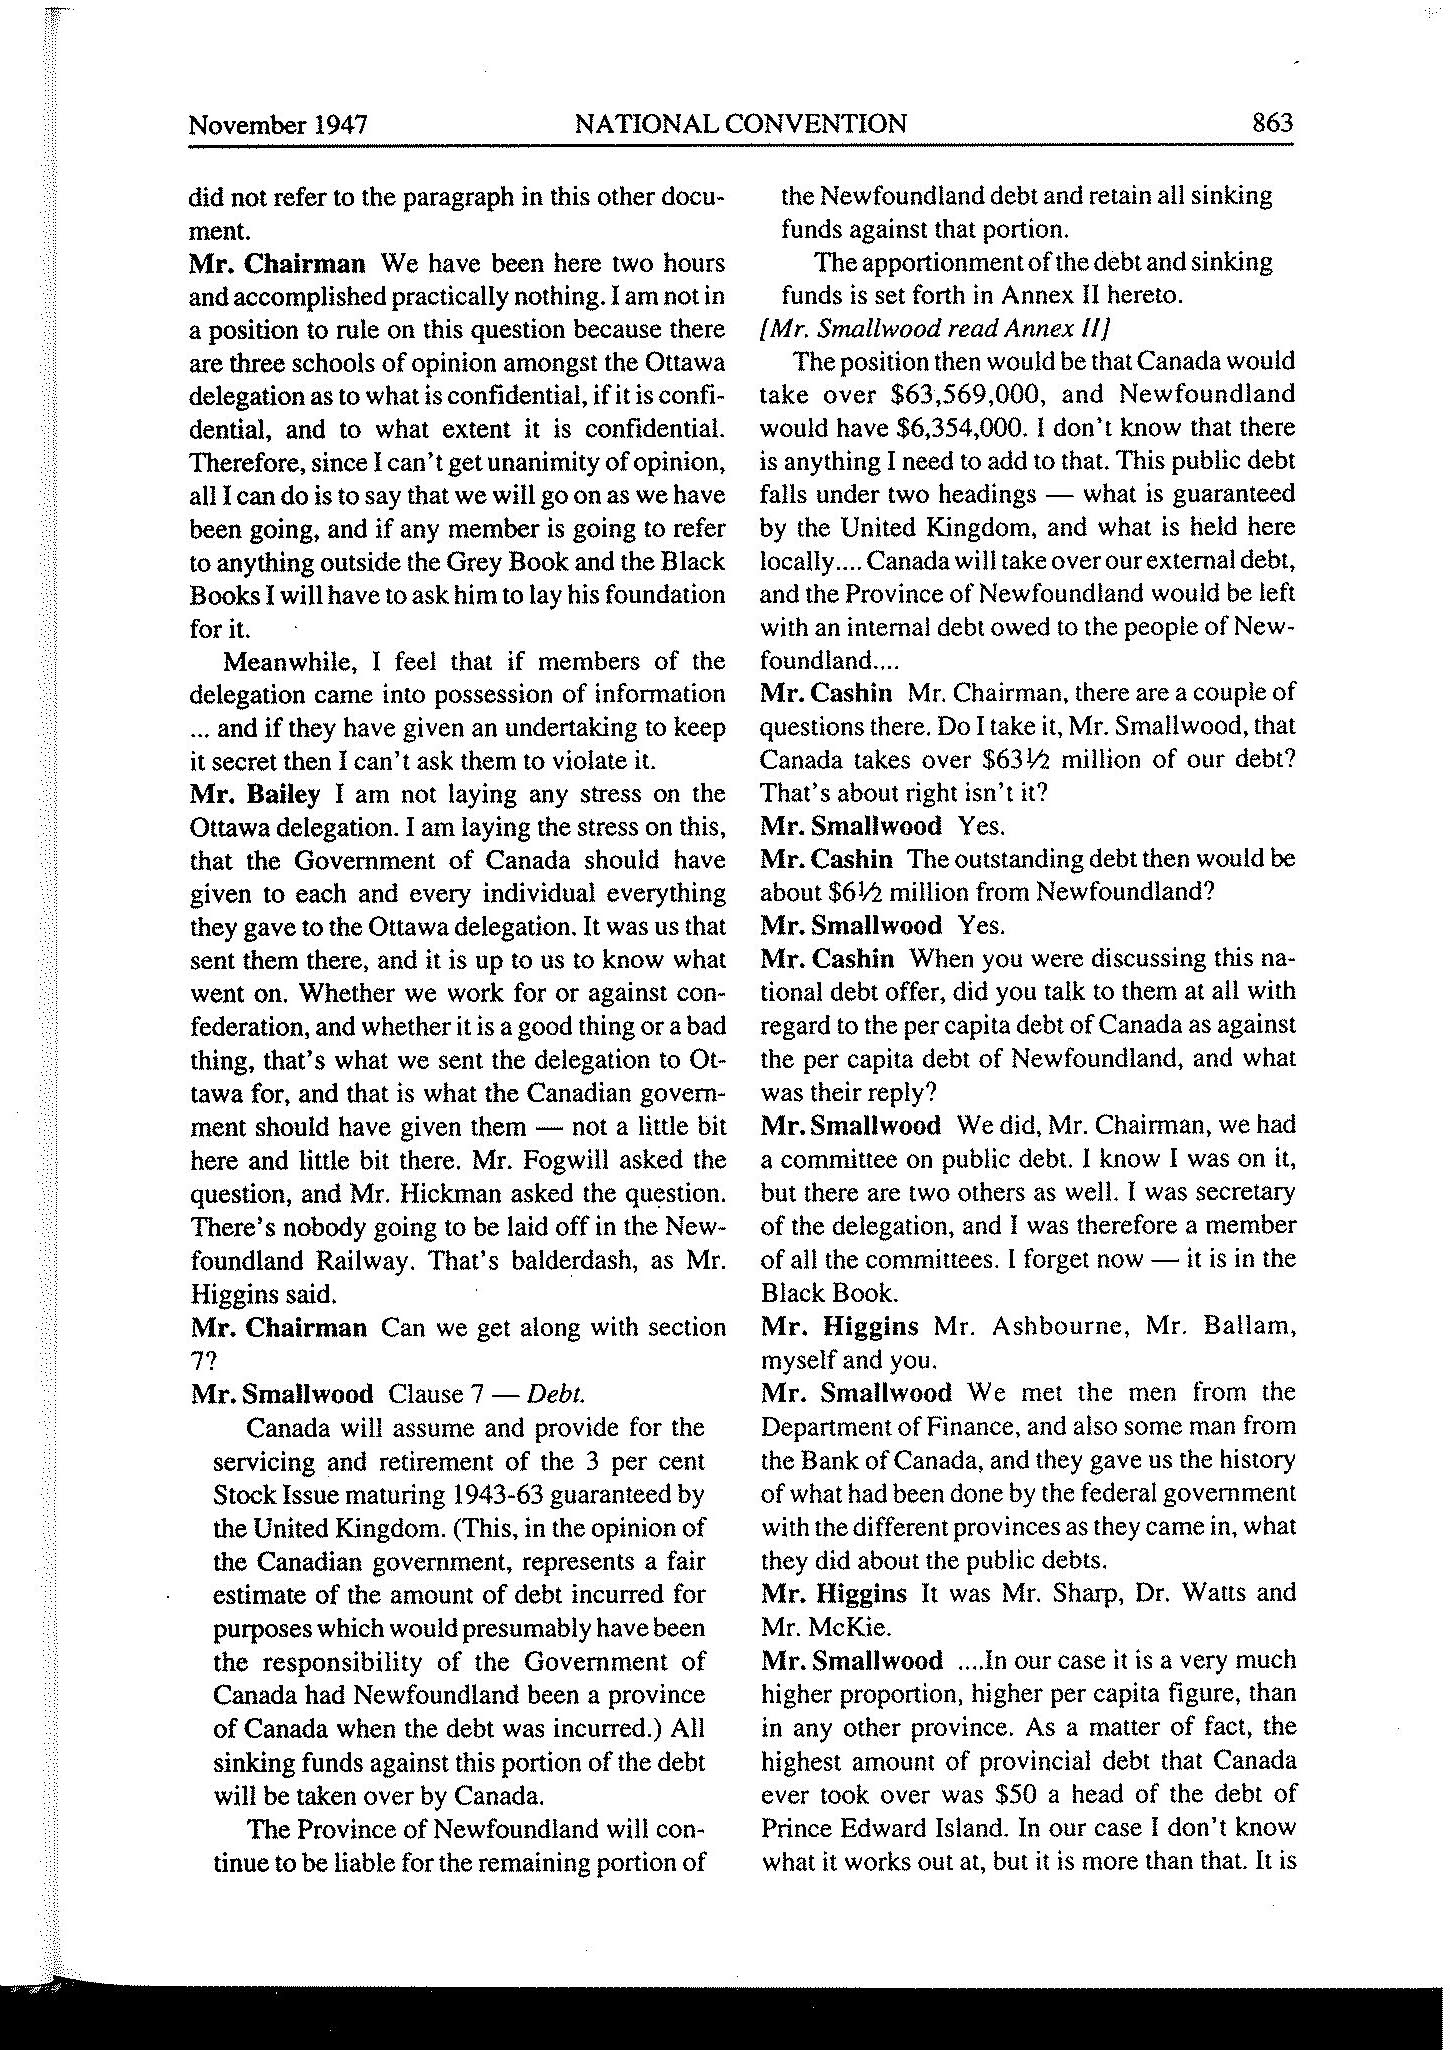 November 1947 NATIONAL CONVENTION 863
did not refer to the paragraph in this other docu-
ment.
Mr. Chairman We have been here two hours
and accomplished practically nothing. I am not in
a position to rule on this question because there
are three schools of opinion amongst the Ottawa
delegation as to what is confidential, if it is confi-
dential, and to what extent it is confidential.
Therefore, since I can't get unanimity of opinion,
all I can do is to say that we will go on as we have
been going, and if any member is going to refer
to anything outside the Grey Book and the Black
Books I will have to ask him to lay his foundation
for it.
Meanwhile, I feel that if members of the
delegation came into possession of information
... and if they have given an undertaking to keep
it secret then I can't ask them to violate it.
Mr. Bailey I am not laying any stress on the
Ottawa delegation. I am laying the stress on this,
that the Government of Canada should have
given to each and every individual everything
they gave to the Ottawa delegation. It was us that
sent them there, and it is up to us to know what
went on. Whether we work for or against con-
federation, and whether it is a good thing or a bad
thing, that's what we sent the delegation to Ot-
tawa for, and that is what the Canadian govern-
ment should have given them — not a little bit
here and little bit there. Mr. Fogwill asked the
question, and Mr. Hickman asked the question.
There's nobody going to be laid off in the New-
foundland Railway. That's balderdash, as Mr.
Higgins said.
Mr. Chairman Can we get along with section
7?
Mr. Smallwood Clause 7 — Debt.
Canada will assume and provide for the
servicing and retirement of the 3 per cent
Stock Issue maturing 1943-63 guaranteed by
the United Kingdom. (This, in the opinion of
the Canadian government, represents a fair
estimate of the amount of debt incurred for
purposes which would presumably have been
the responsibility of the Government of
Canada had Newfoundland been a province
of Canada when the debt was incurred.) All
sinking funds against this portion of the debt
will be taken over by Canada.
The Province of Newfoundland will con-
tinue to be liable for the remaining portion of
the Newfoundland debt and retain all sinking
funds against that portion.
The apportionment of the debt and sinking
funds is set forth in Annex II hereto.
[Mr. Smallwood read Annex II]
The position then would be that Canada would
take over $63,569,000, and Newfoundland
would have $6,354,000. I don't know that there
is anything I need to add to that. This public debt
falls under two headings — what is guaranteed
by the United Kingdom, and what is held here
locally.... Canada will take over our external debt,
and the Province of Newfoundland would be left
with an internal debt owed to the people of New-
foundland....
Mr. Cashin Mr. Chairman, there are a couple of
questions there. Do I take it, Mr. Smallwood, that
Canada takes over $63½ million of our debt?
That's about right isn't it?
Mr. Smallwood Yes.
Mr. Cashin The outstanding debt then would be
about $6½ million from Newfoundland?
Mr. Smallwood Yes.
Mr. Cashin When you were discussing this na-
tional debt offer, did you talk to them at all with
regard to the per capita debt of Canada as against
the per capita debt of Newfoundland, and what
was their reply?
Mr. Smallwood We did, Mr. Chairman, we had
a committee on public debt. I know I was on it,
but there are two others as well. I was secretary
of the delegation, and I was therefore a member
of all the committees. I forget now — it is in the
Black Book.
Mr. Higgins Mr. Ashbourne, Mr. Ballam,
myself and you.
Mr. Smallwood We met the men from the
Department of Finance, and also some man from
the Bank of Canada, and they gave us the history
of what had been done by the federal government
with the different provinces as they came in, what
they did about the public debts.
Mr. Higgins It was Mr. Sharp, Dr. Watts and
Mr. McKie.
Mr. Smallwood ....In our case it is a very much
higher proportion, higher per capita figure, than
in any other province. As a matter of fact, the
highest amount of provincial debt that Canada
ever took over was $50 a head of the debt of
Prince Edward Island. In our case I don't know
what it works out at, but it is more than that. It is